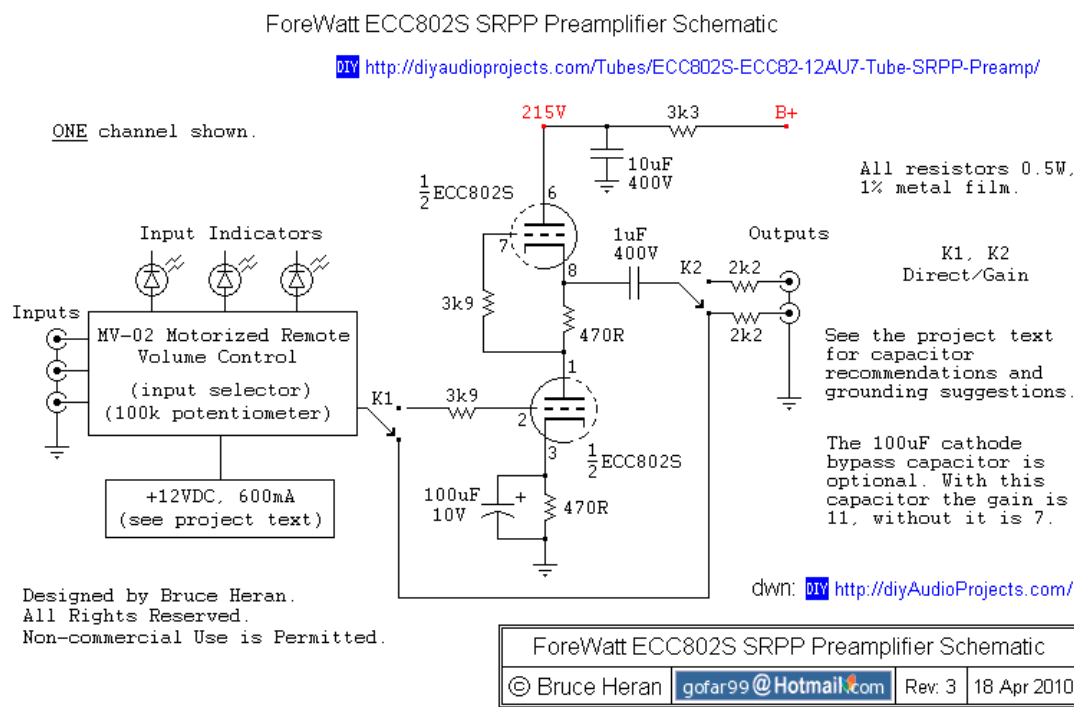 ForeWatt ECC802S SRPP Preamplifier Schematic
DIY http://diyaudioprojects.com/Tubes/ECC802S-ECC82-12AU7-Tube-SRPP-Preamp/
ONE channel shown.
215V
3k3
B+
10uF
400V
All resistors 0.5W,
1% metal film.
1/2 ECC802S
6
7
8
Input Indicators
1uF
400V
K2
Outputs
2k2
2k2
K1, K2
Direct/Gain
Inputs
MV-02 Motorized Remote
Volume Control
(input selector)
(100k potentiometer)
3k9
470R
See the project text
for capacitor
recommendations and
grounding suggestions.
K1
3k9
1
2
3
1/2 ECC802S
+12VDC, 600mA
(see project text)
100uF
10V
+
470R
The 100uF cathode
bypass capacitor is
optional. With this
capacitor the gain is
11, without it is 7.
Designed by Bruce Heran.
All Rights Reserved.
Non-commercial Use is Permitted.
dwn: DIY http://diyAudioProjects.com/
ForeWatt ECC802S SRPP Preamplifier Schematic
© Bruce Heran
gofar99@Hotmail.com
Rev: 3
18 Apr 2010